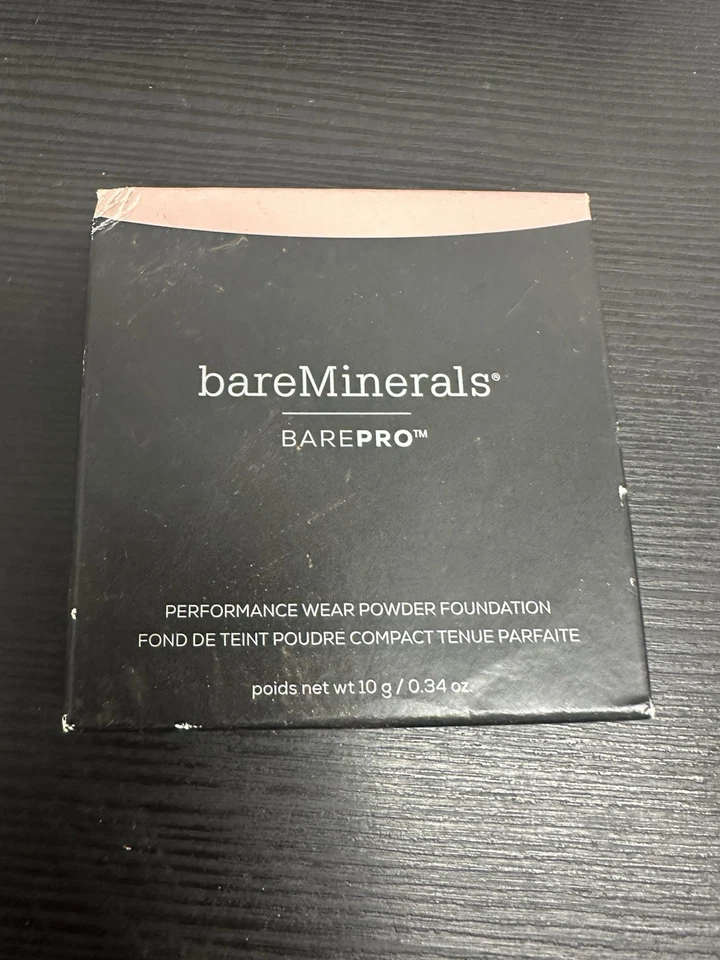 bareMinerals®
BAREPRO™
PERFORMANCE WEAR POWDER FOUNDATION
FOND DE TEINT POUDRE COMPACT TENUE PARFAITE
poids net wt 10 g / 0.34 oz.